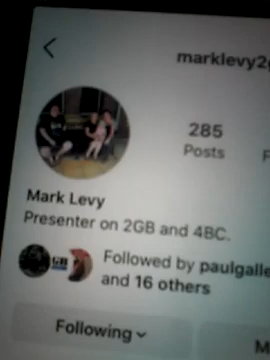 marklevy2
285
Posts
Mark Levy
Presenter on 2GB and 4BC.
Followed by paulgalle
and 16 others
Following
M